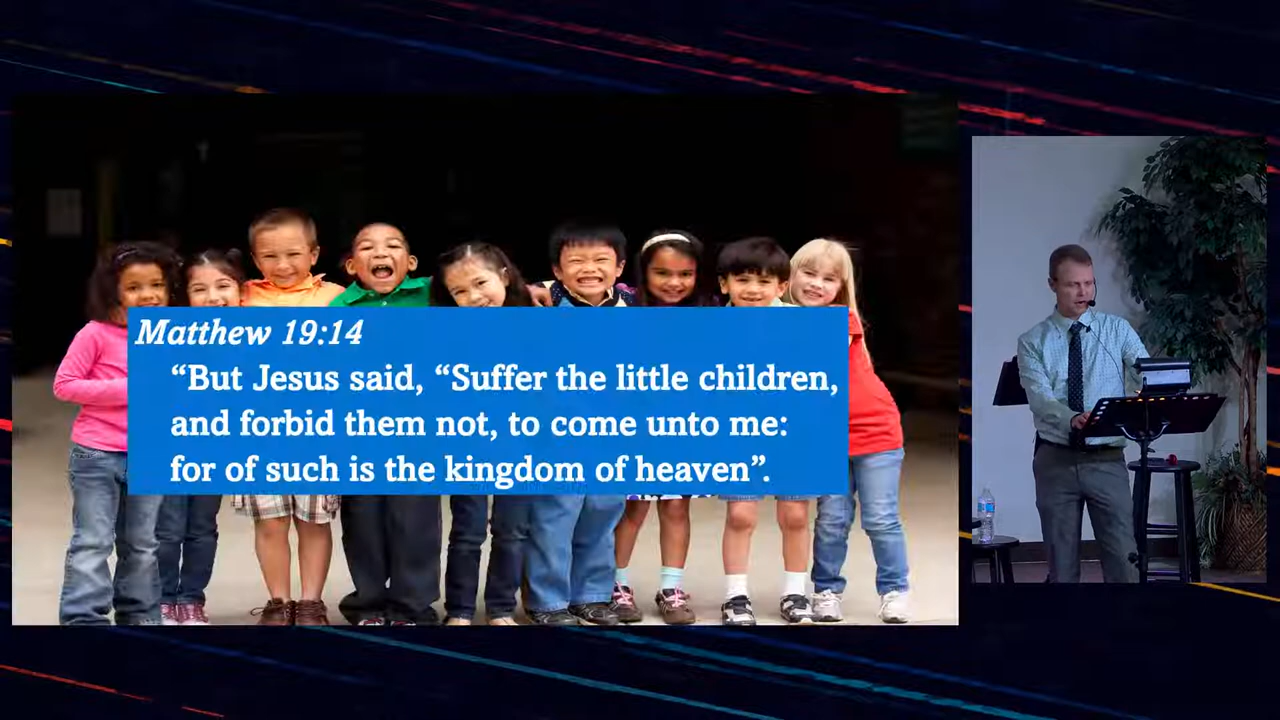 Matthew 19:14
“But Jesus said, “Suffer the little children,
and forbid them not, to come unto me:
for of such is the kingdom of heaven”.